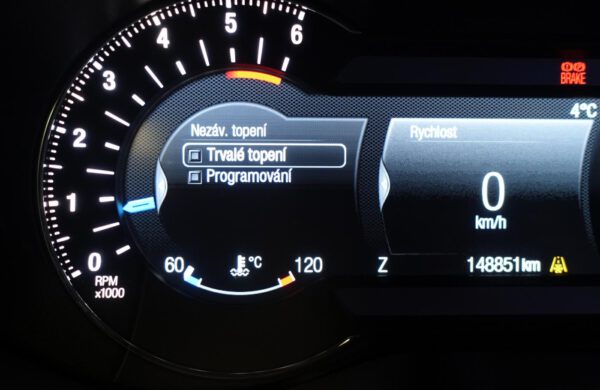 6
5
4
3
2
1
0
RPM
x1000
BRAKE
4°C
Nezáv. topení
Trvalé topení
Programování
Rychlost
0
km/h
60 °C 120
Z
148851km